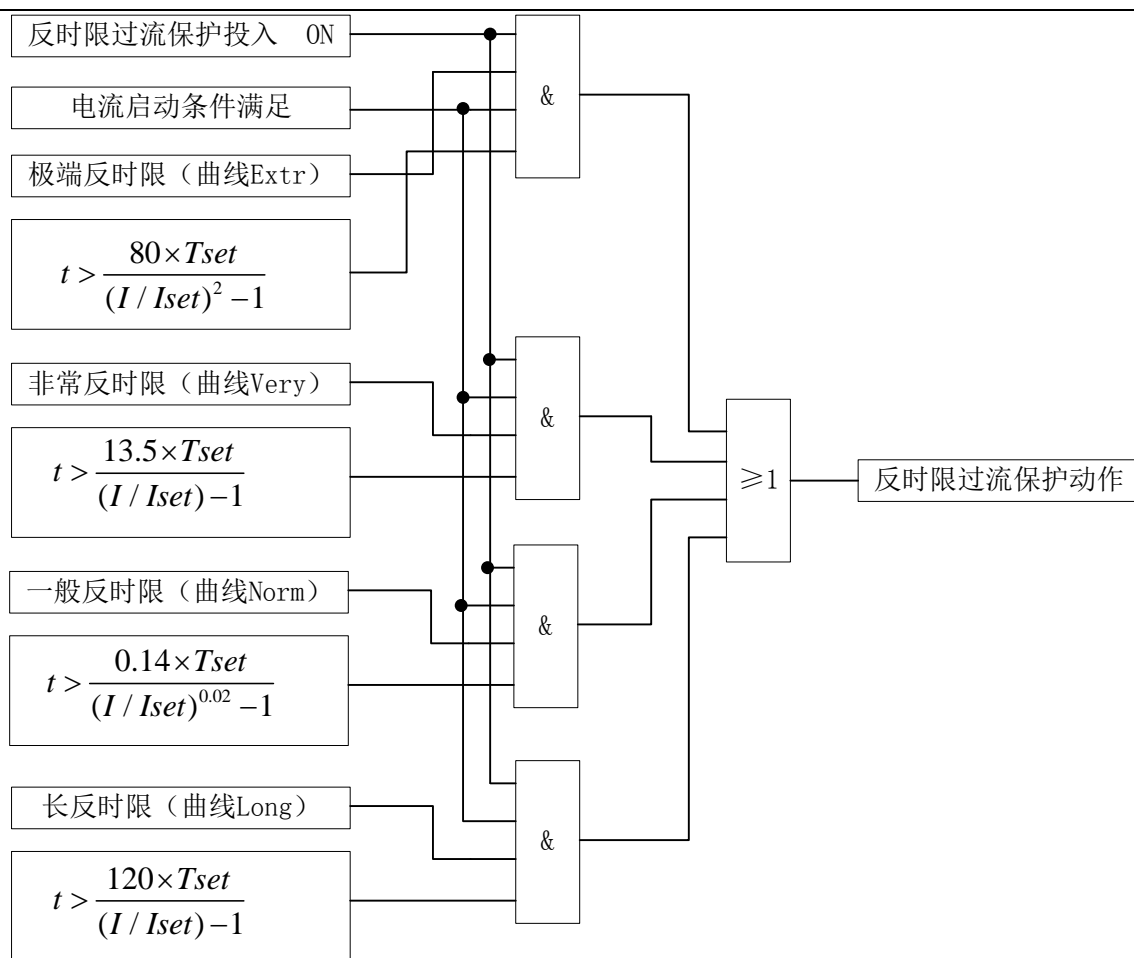 反时限过流保护投入 ON
电流启动条件满足
极端反时限（曲线Extr）
t > 80×Tset / ((I / Iset)^2 −1)
非常反时限（曲线Very）
t > 13.5×Tset / ((I / Iset)−1)
一般反时限（曲线Norm）
t > 0.14×Tset / ((I / Iset)^0.02 −1)
长反时限（曲线Long）
t > 120×Tset / ((I / Iset)−1)
&
&
&
&
≥1
反时限过流保护动作